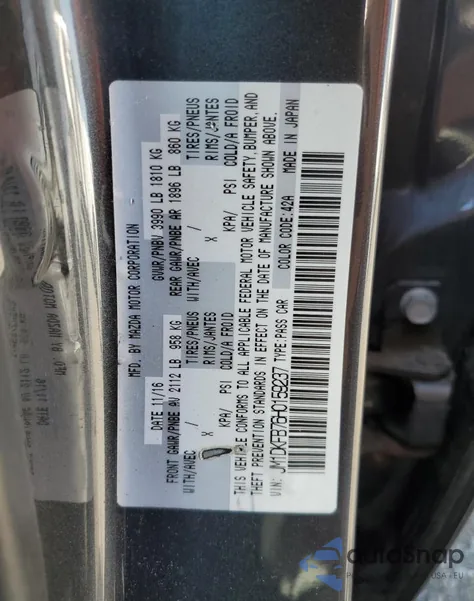 MFD. BY MAZDA MOTOR CORPORATION
DATE 11/16 GVWR/PNBV 3990 LB 1810 KG
FRONT GAWR/PNBE AV 2112 LB 958 KG REAR GAWR/PNBE AR 1896 LB 860 KG
WITH/AVEC / TIRES/PNEUS WITH/AVEC / TIRES/PNEUS
X RIMS/JANTES X RIMS/JANTES
KPA/ PSI COLD/A FROID KPA/ PSI COLD/A FROID
THIS VEHICLE CONFORMS TO ALL APPLICABLE FEDERAL MOTOR VEHICLE SAFETY, BUMPER, AND
THEFT PREVENTION STANDARDS IN EFFECT ON THE DATE OF MANUFACTURE SHOWN ABOVE.
VIN: JM1DKFB76H0158237 TYPE:PASS CAR COLOR CODE:42A MADE IN JAPAN
autoSnap